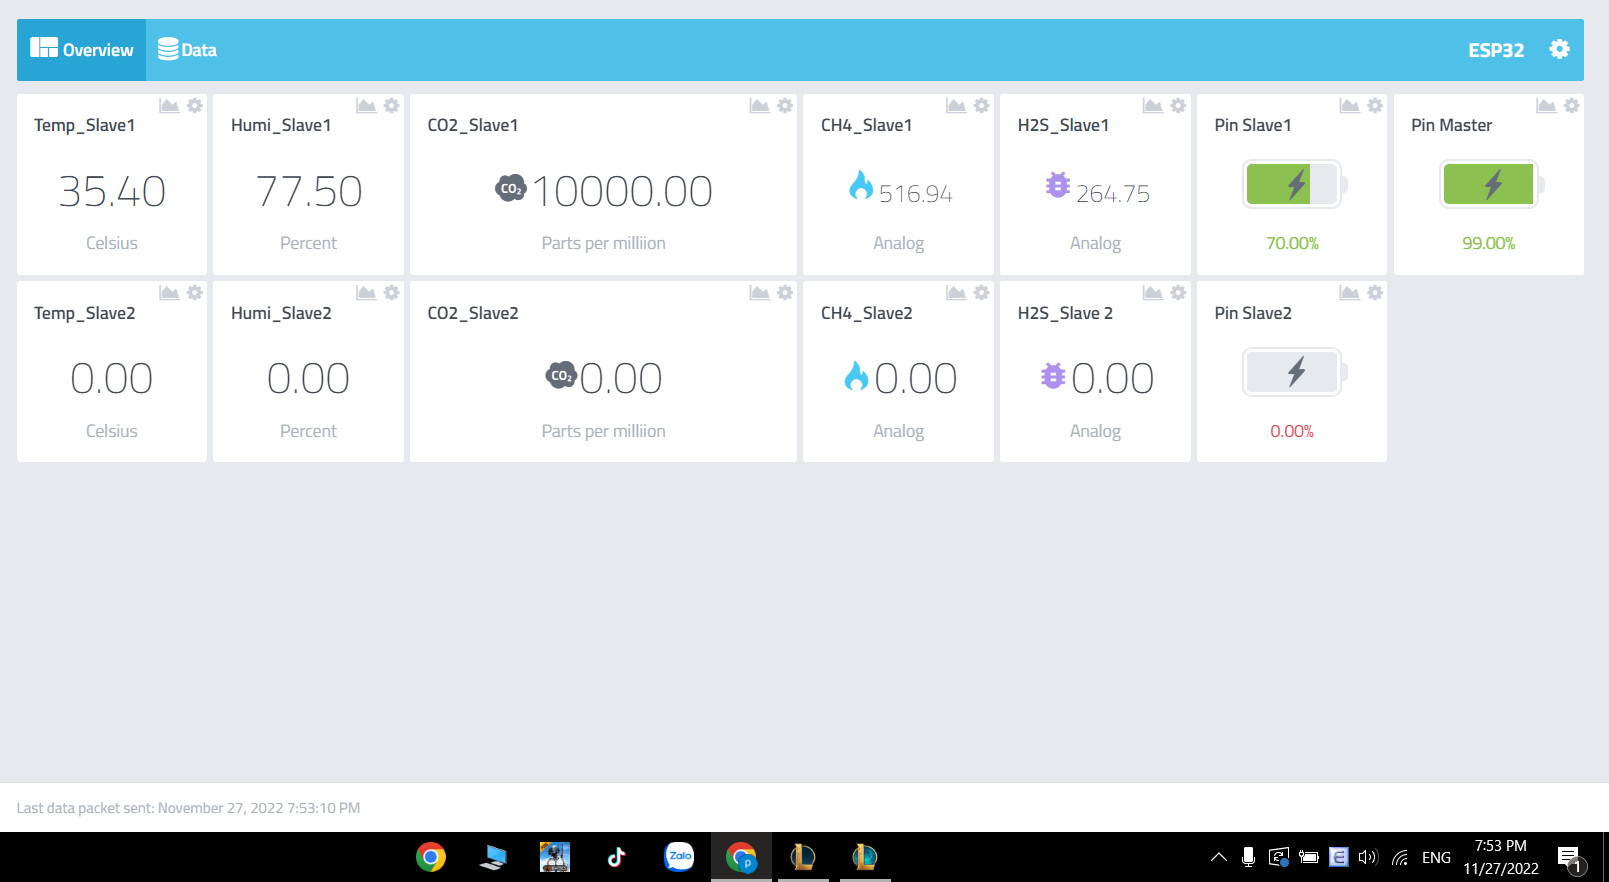 Overview Data ESP32
Temp_Slave1 Humi_Slave1 CO2_Slave1 CH4_Slave1 H2S_Slave1 Pin Slave1 Pin Master
35.40 77.50 CO2 10000.00 516.94 264.75
Celsius Percent Parts per milliion Analog Analog 70.00% 99.00%
Temp_Slave2 Humi_Slave2 CO2_Slave2 CH4_Slave2 H2S_Slave 2 Pin Slave2
0.00 0.00 CO2 0.00 0.00 0.00
Celsius Percent Parts per milliion Analog Analog 0.00%
Last data packet sent: November 27, 2022 7:53:10 PM
Zalo p L L E ENG 7:53 PM
11/27/2022 1